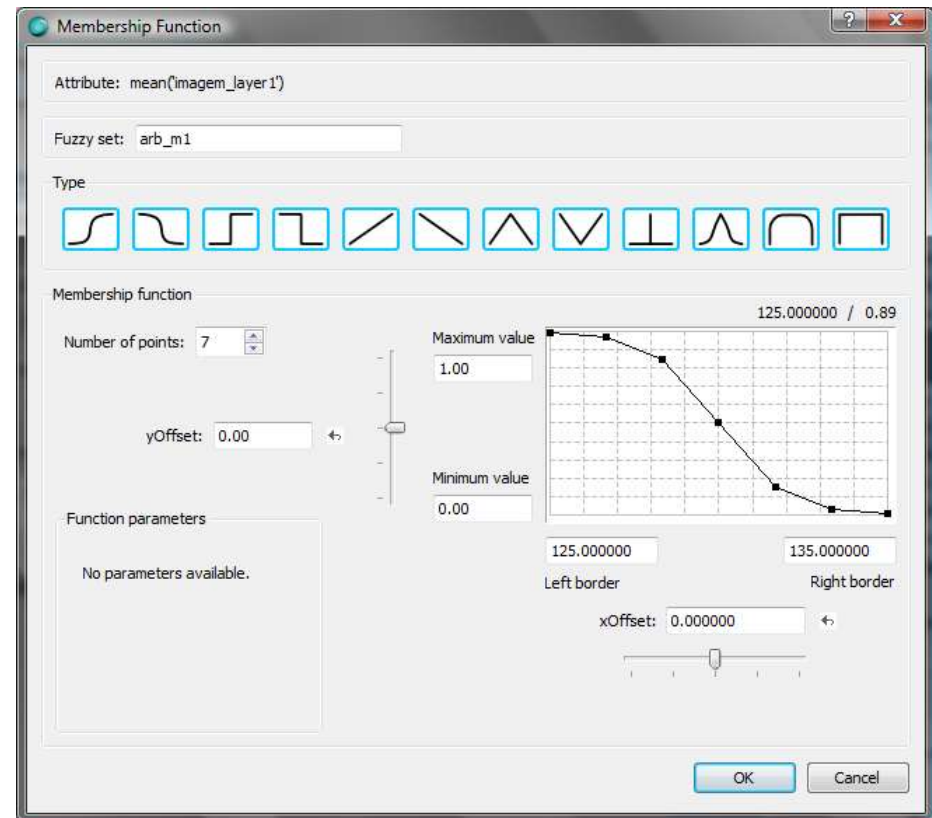 Membership Function
Attribute: mean('imagem_layer1')
Fuzzy set: arb_m1
Type
Membership function
125.000000 / 0.89
Number of points: 7
Maximum value
1.00
yOffset: 0.00
Minimum value
0.00
Function parameters
No parameters available.
125.000000 135.000000
Left border Right border
xOffset: 0.000000
OK Cancel